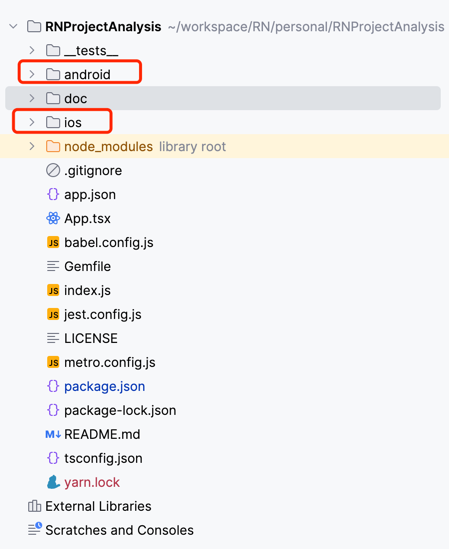 RNProjectAnalysis ~/workspace/RN/personal/RNProjectAnalysis
__tests__
android
doc
ios
node_modules library root
.gitignore
{} app.json
App.tsx
JS babel.config.js
Gemfile
JS index.js
JS jest.config.js
LICENSE
JS metro.config.js
{} package.json
{} package-lock.json
M↓ README.md
{} tsconfig.json
yarn.lock
External Libraries
Scratches and Consoles